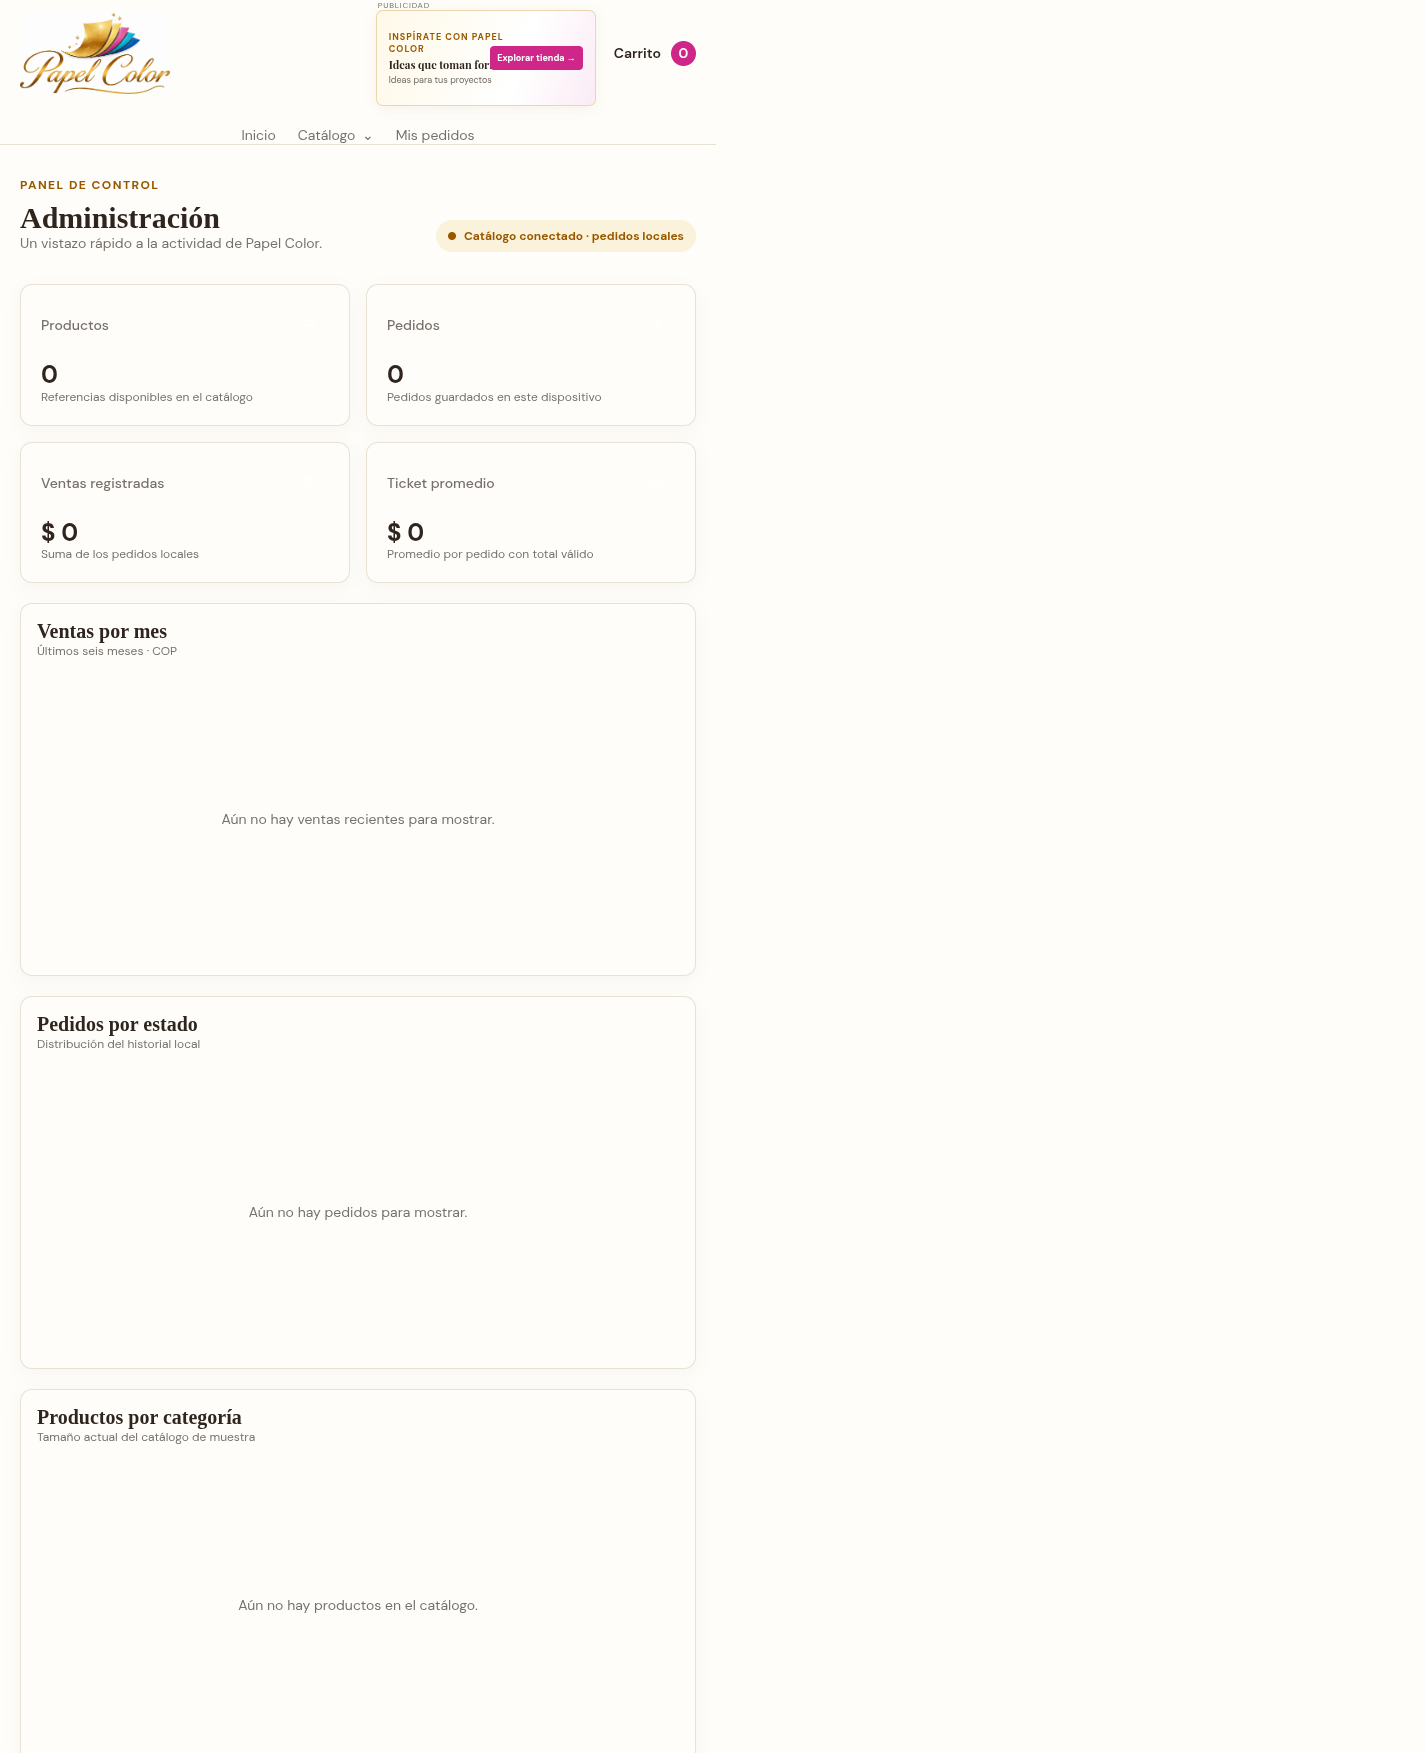 PUBLICIDAD
Papel Color
INSPÍRATE CON PAPEL
COLOR
Ideas que toman for
Explorar tienda →
Ideas para tus proyectos
Carrito 0
Inicio Catálogo ⌄ Mis pedidos
PANEL DE CONTROL
Administración
Un vistazo rápido a la actividad de Papel Color.
Catálogo conectado · pedidos locales
Productos
0
Referencias disponibles en el catálogo
Pedidos
0
Pedidos guardados en este dispositivo
Ventas registradas
$ 0
Suma de los pedidos locales
Ticket promedio
$ 0
Promedio por pedido con total válido
Ventas por mes
Últimos seis meses · COP
Aún no hay ventas recientes para mostrar.
Pedidos por estado
Distribución del historial local
Aún no hay pedidos para mostrar.
Productos por categoría
Tamaño actual del catálogo de muestra
Aún no hay productos en el catálogo.